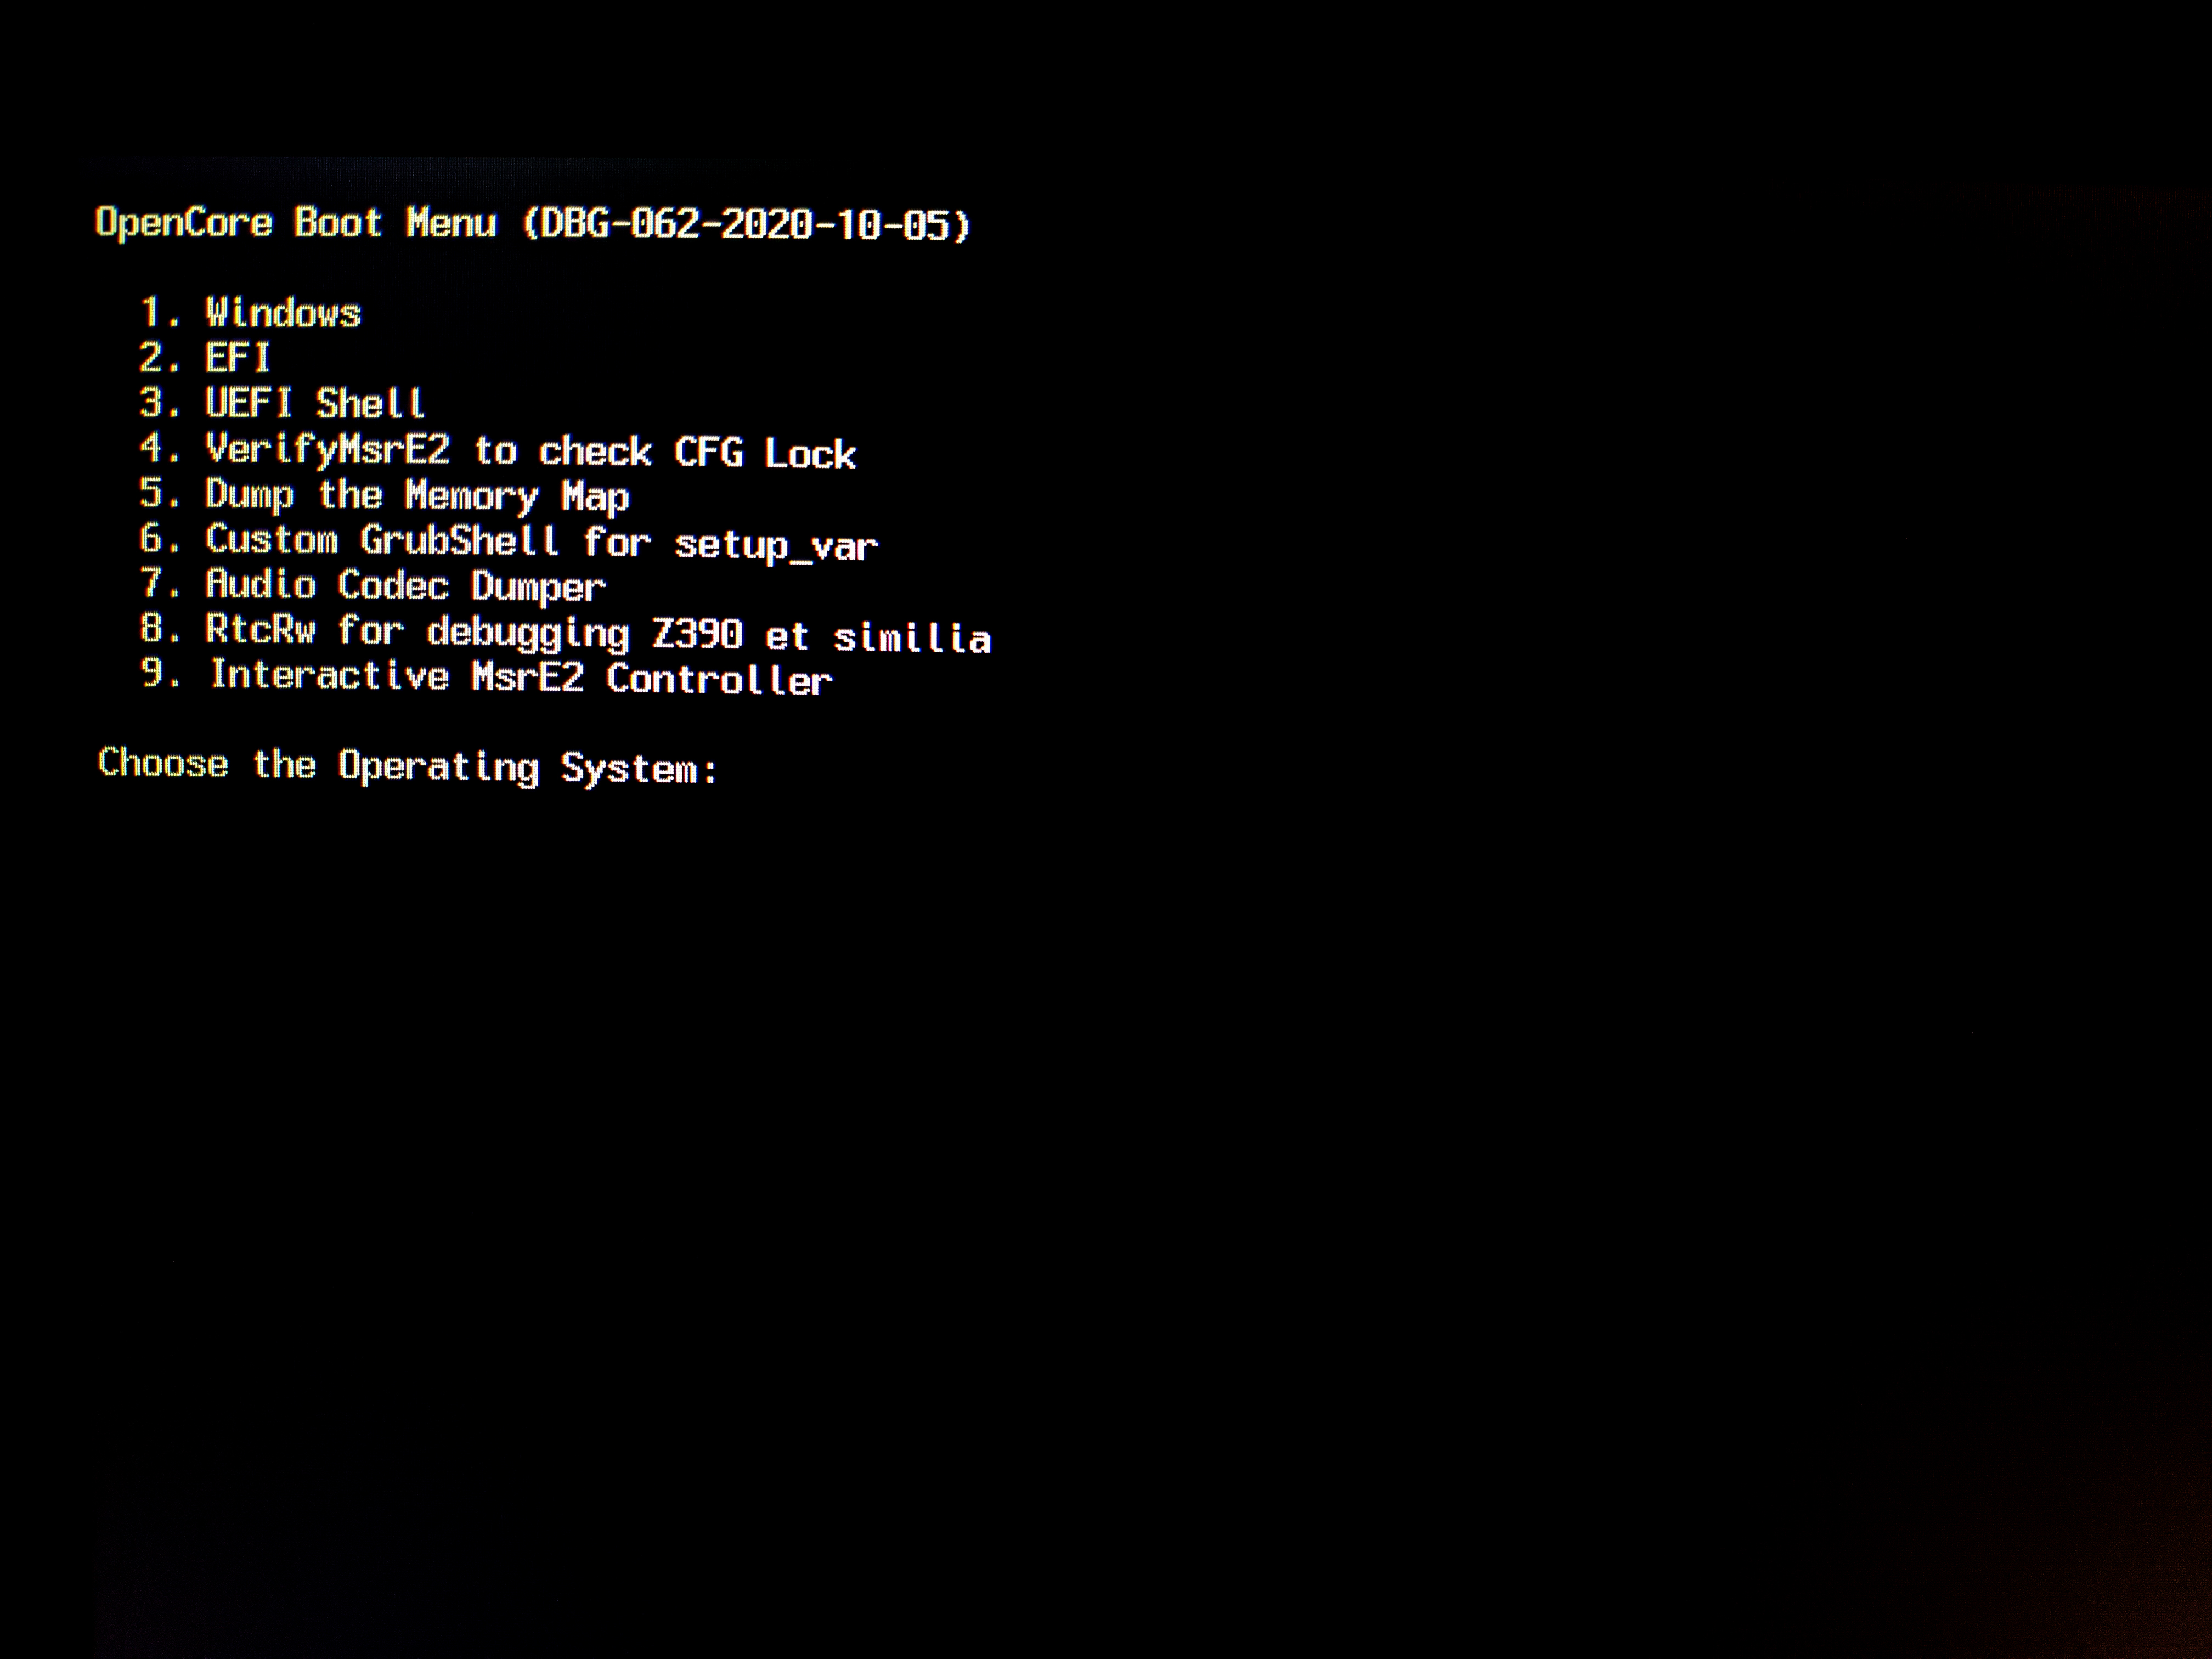 OpenCore Boot Menu (DBG-062-2020-10-05)
1. Windows
2. EFI
3. UEFI Shell
4. VerifyMsrE2 to check CFG Lock
5. Dump the Memory Map
6. Custom GrubShell for setup_var
7. Audio Codec Dumper
8. RtcRw for debugging Z390 et similia
9. Interactive MsrE2 Controller
Choose the Operating System: